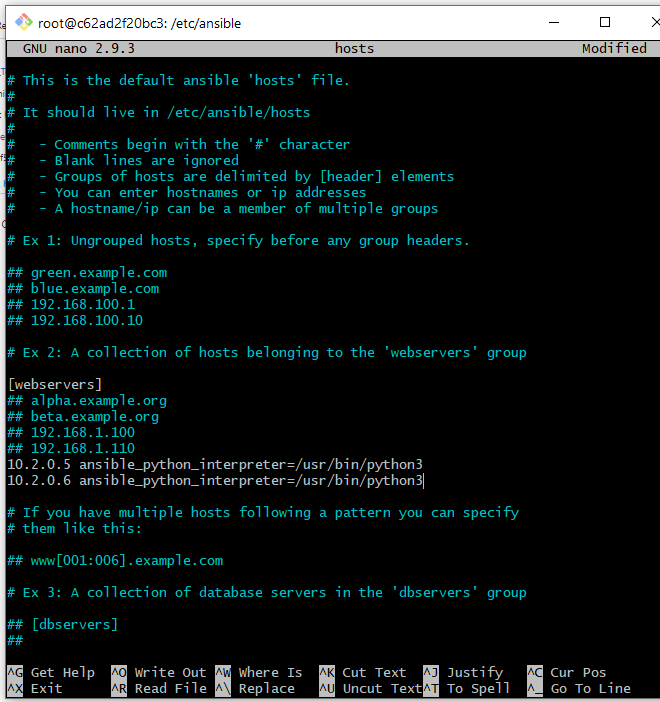 root@c62ad2f20bc3: /etc/ansible
GNU nano 2.9.3 hosts Modified
# This is the default ansible 'hosts' file.
#
# It should live in /etc/ansible/hosts
#
#   - Comments begin with the '#' character
#   - Blank lines are ignored
#   - Groups of hosts are delimited by [header] elements
#   - You can enter hostnames or ip addresses
#   - A hostname/ip can be a member of multiple groups
# Ex 1: Ungrouped hosts, specify before any group headers.
## green.example.com
## blue.example.com
## 192.168.100.1
## 192.168.100.10
# Ex 2: A collection of hosts belonging to the 'webservers' group
[webservers]
## alpha.example.org
## beta.example.org
## 192.168.1.100
## 192.168.1.110
10.2.0.5 ansible_python_interpreter=/usr/bin/python3
10.2.0.6 ansible_python_interpreter=/usr/bin/python3
# If you have multiple hosts following a pattern you can specify
# them like this:
## www[001:006].example.com
# Ex 3: A collection of database servers in the 'dbservers' group
## [dbservers]
##
^G Get Help ^O Write Out ^W Where Is ^K Cut Text ^J Justify ^C Cur Pos
^X Exit ^R Read File ^\ Replace ^U Uncut Text ^T To Spell ^_ Go To Line